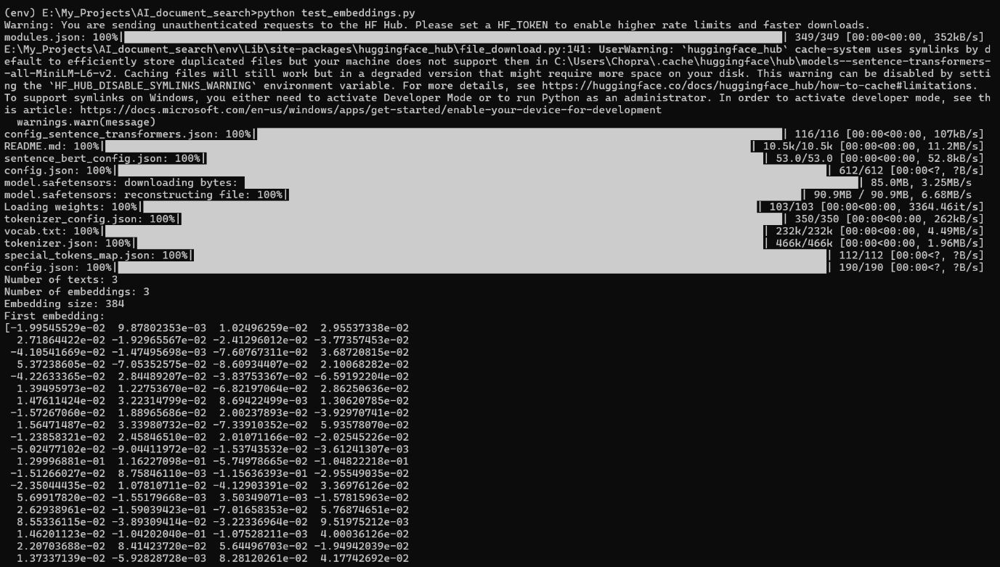 (env) E:\My_Projects\AI_document_search>python test_embeddings.py
Warning: You are sending unauthenticated requests to the HF Hub. Please set a HF_TOKEN to enable higher rate limits and faster downloads.
modules.json: 100%| | 349/349 [00:00<00:00, 352kB/s]
E:\My_Projects\AI_document_search\env\Lib\site-packages\huggingface_hub\file_download.py:141: UserWarning: `huggingface_hub` cache-system uses symlinks by d
efault to efficiently store duplicated files but your machine does not support them in C:\Users\Chopra\.cache\huggingface\hub\models--sentence-transformers-
-all-MiniLM-L6-v2. Caching files will still work but in a degraded version that might require more space on your disk. This warning can be disabled by setti
ng the `HF_HUB_DISABLE_SYMLINKS_WARNING` environment variable. For more details, see https://huggingface.co/docs/huggingface_hub/how-to-cache#limitations.
To support symlinks on Windows, you either need to activate Developer Mode or to run Python as an administrator. In order to activate developer mode, see th
is article: https://docs.microsoft.com/en-us/windows/apps/get-started/enable-your-device-for-development
  warnings.warn(message)
config_sentence_transformers.json: 100%| | 116/116 [00:00<00:00, 107kB/s]
README.md: 100%| | 10.5k/10.5k [00:00<00:00, 11.2MB/s]
sentence_bert_config.json: 100%| | 53.0/53.0 [00:00<00:00, 52.8kB/s]
config.json: 100%| | 612/612 [00:00<?, ?B/s]
model.safetensors: downloading bytes: | 85.0MB, 3.25MB/s
model.safetensors: reconstructing file: 100%| | 90.9MB / 90.9MB, 6.68MB/s
Loading weights: 100%| | 103/103 [00:00<00:00, 3364.46it/s]
tokenizer_config.json: 100%| | 350/350 [00:00<00:00, 262kB/s]
vocab.txt: 100%| | 232k/232k [00:00<00:00, 4.49MB/s]
tokenizer.json: 100%| | 466k/466k [00:00<00:00, 1.96MB/s]
special_tokens_map.json: 100%| | 112/112 [00:00<?, ?B/s]
config.json: 100%| | 190/190 [00:00<?, ?B/s]
Number of texts: 3
Number of embeddings: 3
Embedding size: 384
First embedding:
[-1.99545529e-02  9.87802353e-03  1.02496259e-02  2.95537338e-02
  2.71864422e-02 -1.92965567e-02 -2.41296012e-02 -3.77357453e-02
 -4.10541669e-02 -1.47495698e-03 -7.60767311e-02  3.68720815e-02
  5.37238605e-02 -7.05352575e-02 -8.60934407e-02  2.10068282e-02
 -4.22633365e-02  2.84489207e-02 -3.83753367e-02 -6.59192204e-02
  1.39495973e-02  1.22753670e-02 -6.82197064e-02  2.86250636e-02
  1.47611424e-02  3.22314799e-02  8.69422499e-03  1.30620785e-02
 -1.57267060e-02  1.88965686e-02  2.00237893e-02 -3.92970741e-02
  1.56471487e-02  3.33980732e-02 -7.33910352e-02  5.93578070e-02
 -1.23858321e-02  2.45846510e-02  2.01071166e-02 -2.02545226e-02
 -5.02477102e-02 -9.04411972e-02 -1.53743532e-02 -3.61241307e-03
  1.29996881e-01  1.16227098e-01 -5.74978665e-02 -1.04822218e-01
 -1.51266027e-02  8.75846110e-03 -1.15636393e-01 -2.95549035e-02
 -2.35044435e-02  1.07810711e-02 -4.12903391e-02  3.36976126e-02
  5.69917820e-02 -1.55179668e-03  3.50349071e-03 -1.57815963e-02
  2.62938961e-02 -1.59039423e-01 -7.01658353e-02  5.76874651e-02
  8.55336115e-02 -3.89309414e-02 -3.22336964e-02  9.51975212e-03
  1.46201123e-02 -1.04202040e-01 -1.07528211e-03  4.00036126e-02
  2.20703688e-02  8.41423720e-02  5.64496703e-02 -1.94942039e-02
  1.37337139e-02 -5.92828728e-03  8.28120261e-02  4.17742692e-02